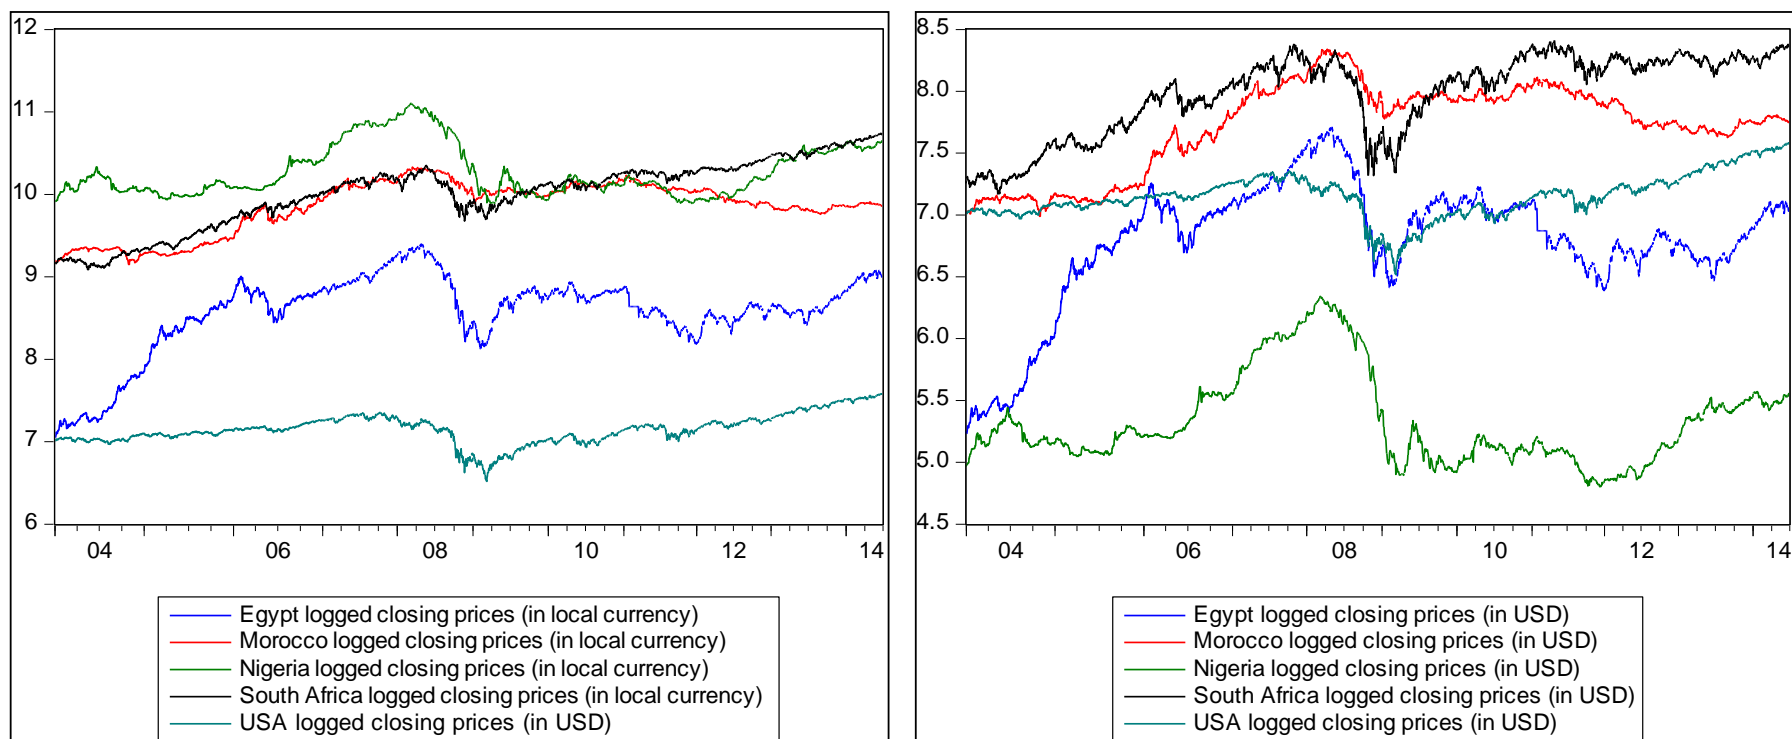 12
11
10
9
8
7
6
04 06 08 10 12 14
Egypt logged closing prices (in local currency)
Morocco logged closing prices (in local currency)
Nigeria logged closing prices (in local currency)
South Africa logged closing prices (in local currency)
USA logged closing prices (in USD)
8.5
8.0
7.5
7.0
6.5
6.0
5.5
5.0
4.5
04 06 08 10 12 14
Egypt logged closing prices (in USD)
Morocco logged closing prices (in USD)
Nigeria logged closing prices (in USD)
South Africa logged closing prices (in USD)
USA logged closing prices (in USD)